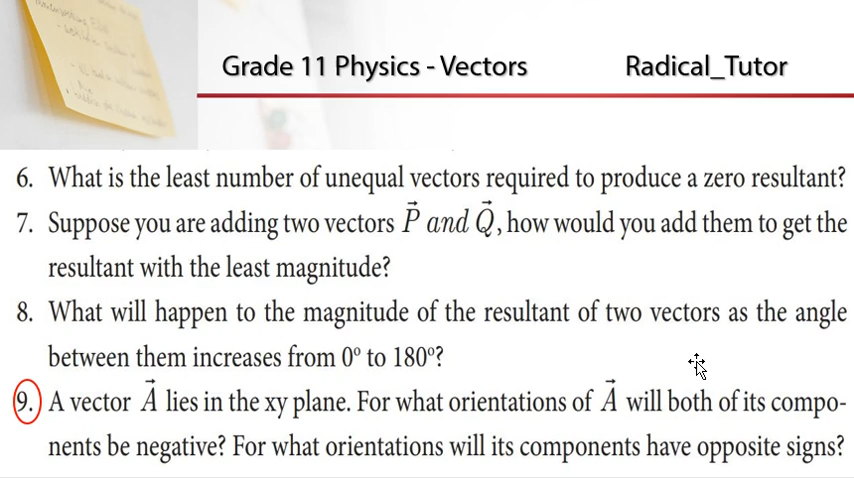 Grade 11 Physics - Vectors Radical_Tutor
6. What is the least number of unequal vectors required to produce a zero resultant?
7. Suppose you are adding two vectors P⃗ and Q⃗, how would you add them to get the
resultant with the least magnitude?
8. What will happen to the magnitude of the resultant of two vectors as the angle
between them increases from 0° to 180°?
9. A vector A⃗ lies in the xy plane. For what orientations of A⃗ will both of its compo-
nents be negative? For what orientations will its components have opposite signs?